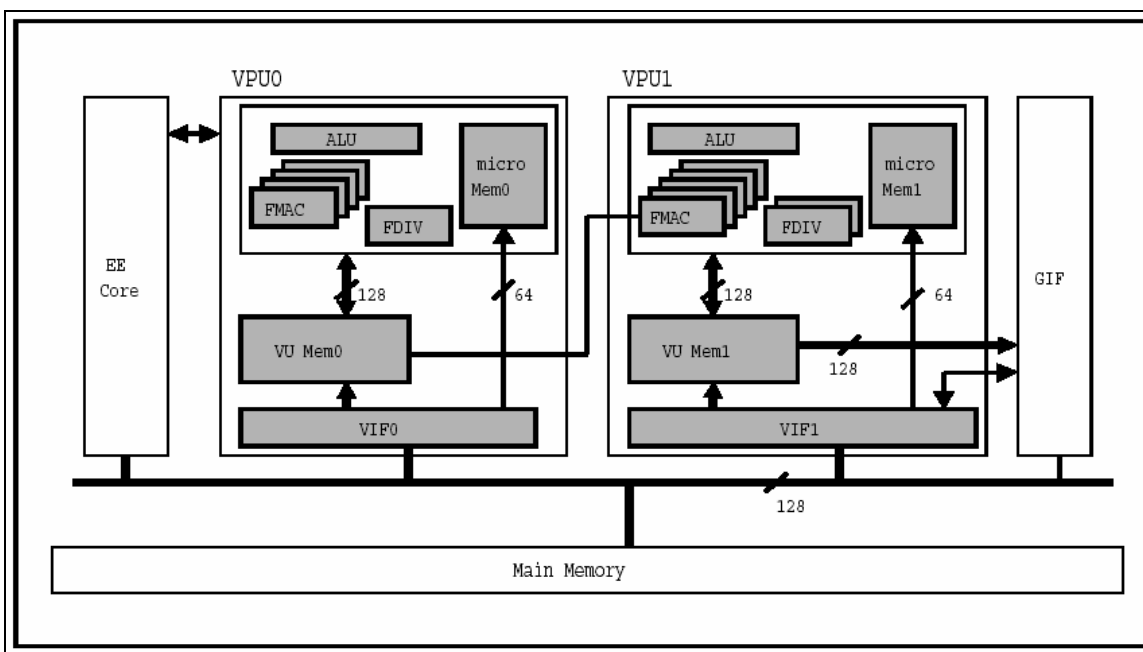 VPU0
VPU1
EE
Core
ALU
micro
Mem0
FMAC
FDIV
128
64
VU Mem0
VIF0
ALU
micro
Mem1
FMAC
FDIV
128
64
VU Mem1
128
VIF1
GIF
128
Main Memory